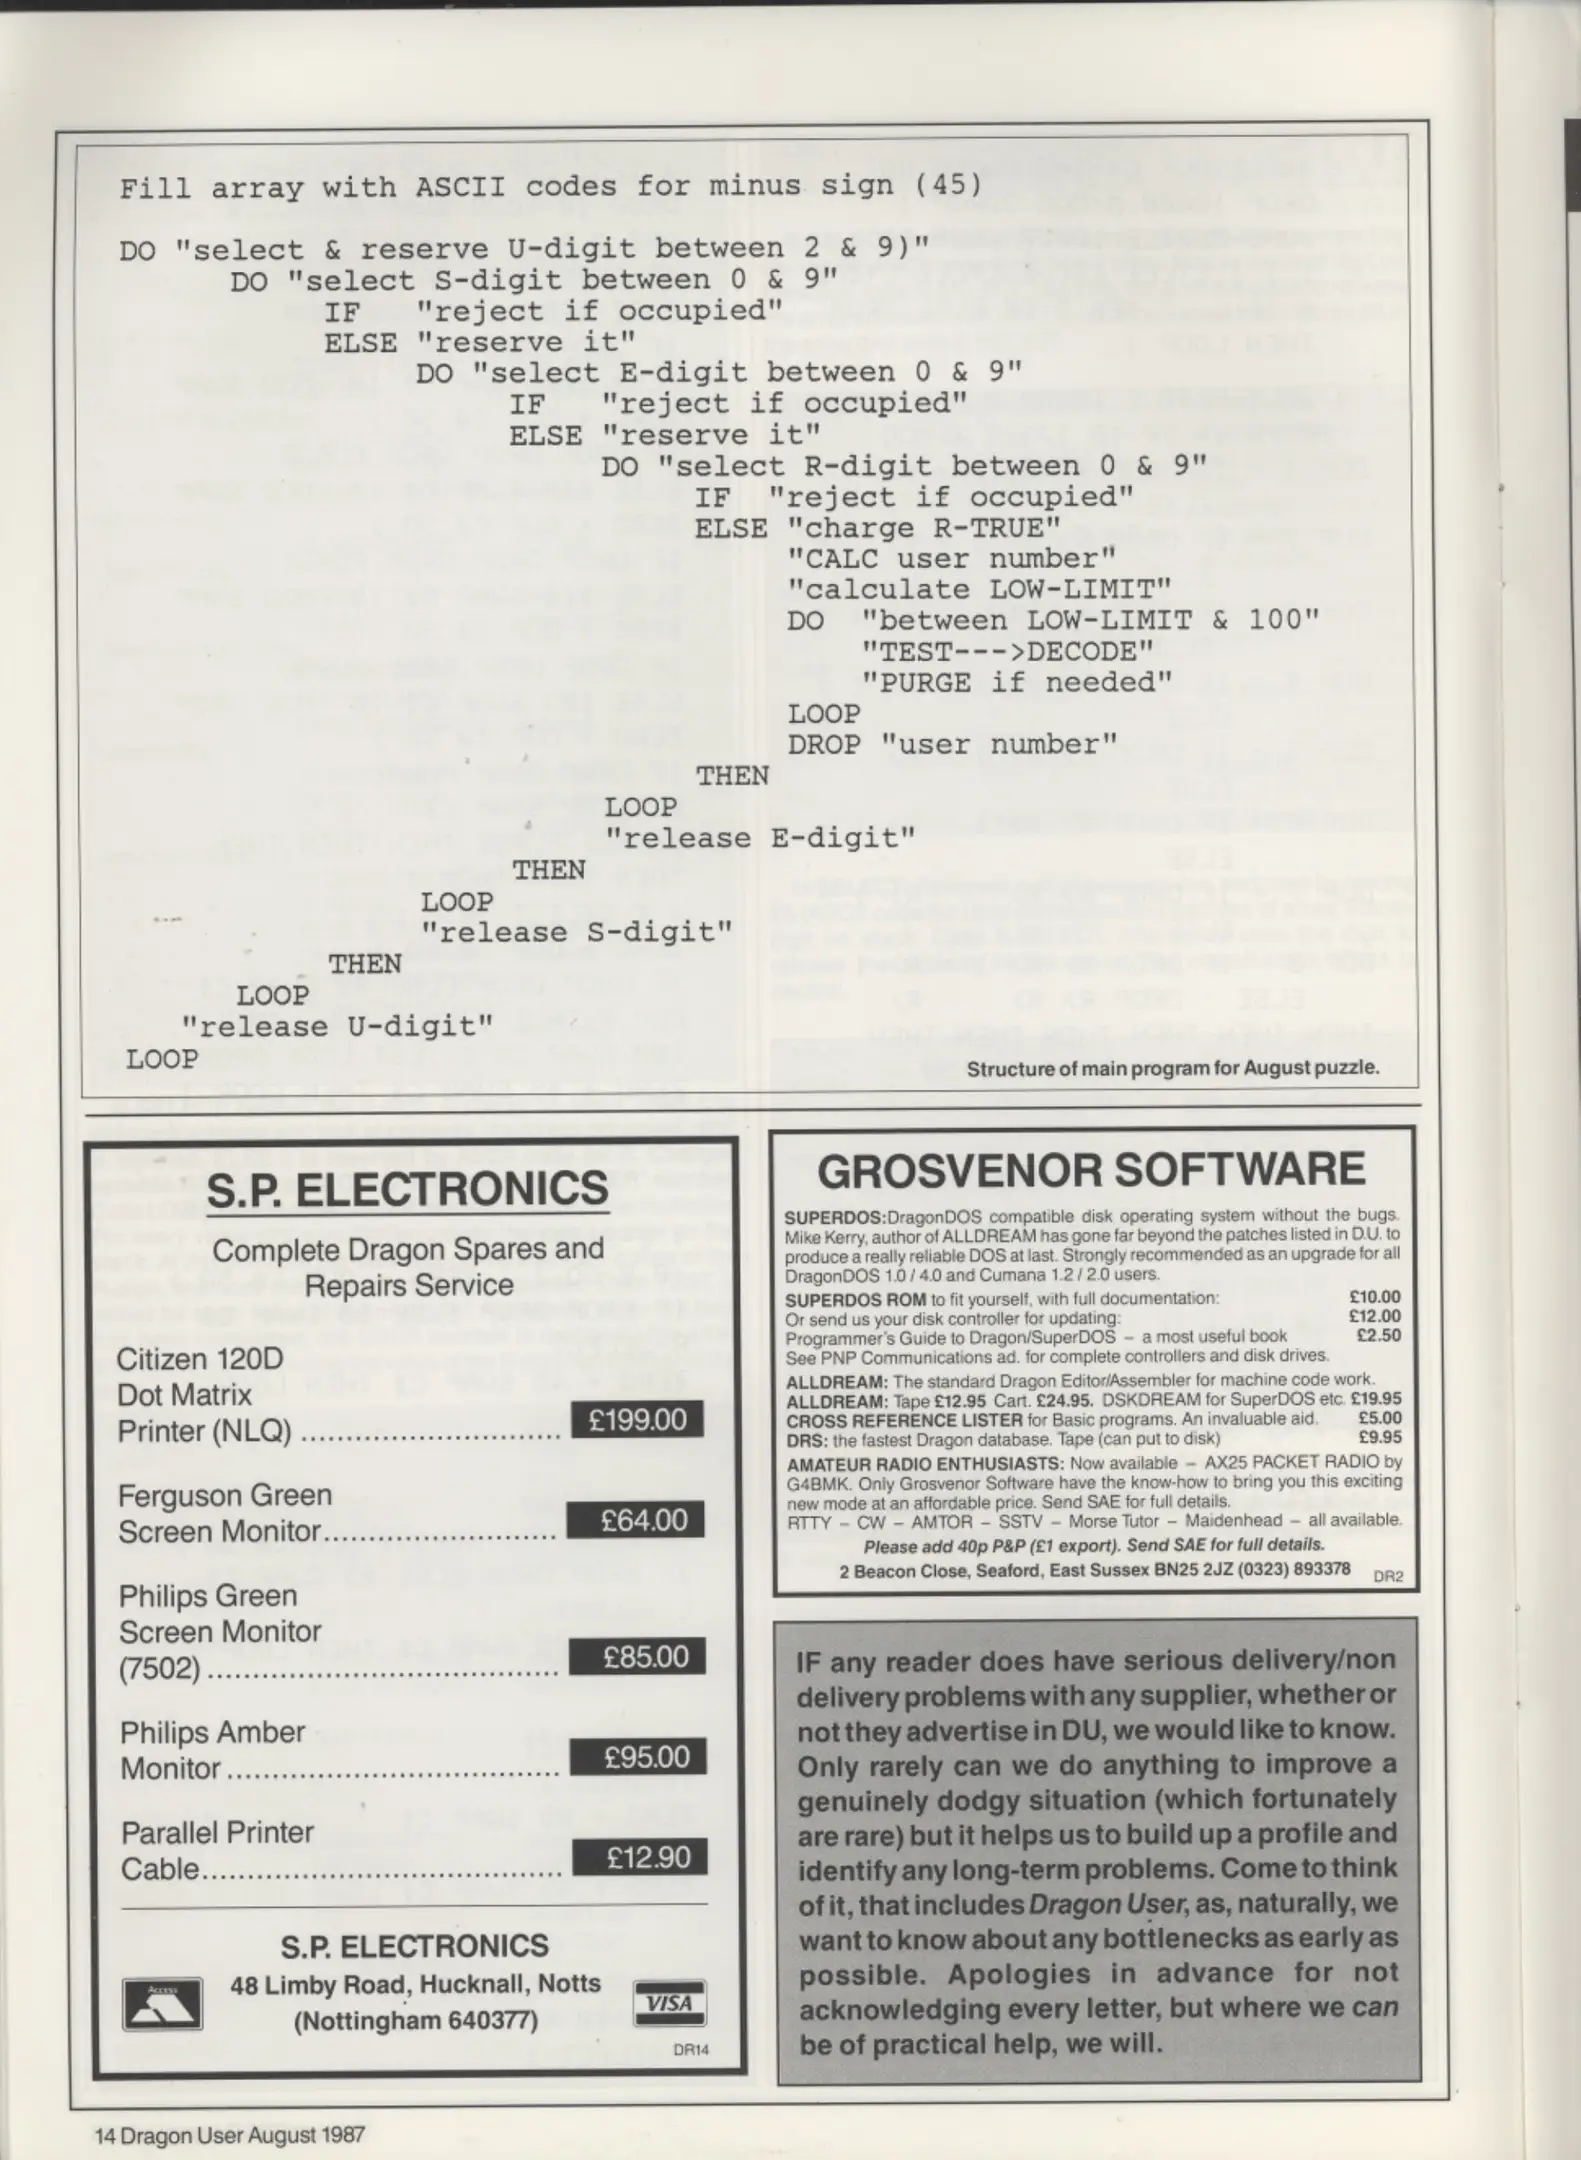 Fill array with ASCII codes for minus sign (45)
DO "select & reserve U-digit between 2 & 9)"
DO "select S-digit between 0 & 9"
IF "reject if occupied"
ELSE "reserve it"
DO "select E-digit between 0 & 9"
IF "reject if occupied"
ELSE "reserve it"
DO "select R-digit between 0 & 9"
IF "reject if occupied"
ELSE "charge R-TRUE"
"CALC user number"
"calculate LOW-LIMIT"
DO "between LOW-LIMIT & 100"
"TEST--->DECODE"
"PURGE if needed"
LOOP
DROP "user number"
THEN
LOOP
"release E-digit"
THEN
LOOP
"release S-digit"
THEN
LOOP
"release U-digit"
LOOP
Structure of main program for August puzzle.
S.P. ELECTRONICS
Complete Dragon Spares and
Repairs Service
Citizen 120D
Dot Matrix
Printer (NLQ) ............................. £199.00
Ferguson Green
Screen Monitor.......................... £64.00
Philips Green
Screen Monitor
(7502) ....................................... £85.00
Philips Amber
Monitor ..................................... £95.00
Parallel Printer
Cable........................................ £12.90
S.P. ELECTRONICS
48 Limby Road, Hucknall, Notts
(Nottingham 640377)
Access
VISA
DR14
GROSVENOR SOFTWARE
SUPERDOS:DragonDOS compatible disk operating system without the bugs.
Mike Kerry, author of ALLDREAM has gone far beyond the patches listed in D.U. to
produce a really reliable DOS at last. Strongly recommended as an upgrade for all
DragonDOS 1.0 / 4.0 and Cumana 1.2 / 2.0 users.
SUPERDOS ROM to fit yourself, with full documentation: £10.00
Or send us your disk controller for updating: £12.00
Programmer's Guide to Dragon/SuperDOS – a most useful book £2.50
See PNP Communications ad. for complete controllers and disk drives.
ALLDREAM: The standard Dragon Editor/Assembler for machine code work.
ALLDREAM: Tape £12.95 Cart. £24.95. DSKDREAM for SuperDOS etc. £19.95
CROSS REFERENCE LISTER for Basic programs. An invaluable aid. £5.00
DRS: the fastest Dragon database. Tape (can put to disk) £9.95
AMATEUR RADIO ENTHUSIASTS: Now available – AX25 PACKET RADIO by
G4BMK. Only Grosvenor Software have the know-how to bring you this exciting
new mode at an affordable price. Send SAE for full details.
RTTY – CW – AMTOR – SSTV – Morse Tutor – Maidenhead – all available.
Please add 40p P&P (£1 export). Send SAE for full details.
2 Beacon Close, Seaford, East Sussex BN25 2JZ (0323) 893378 DR2
IF any reader does have serious delivery/non
delivery problems with any supplier, whether or
not they advertise in DU, we would like to know.
Only rarely can we do anything to improve a
genuinely dodgy situation (which fortunately
are rare) but it helps us to build up a profile and
identify any long-term problems. Come to think
of it, that includes Dragon User, as, naturally, we
want to know about any bottlenecks as early as
possible. Apologies in advance for not
acknowledging every letter, but where we can
be of practical help, we will.
14 Dragon User August 1987